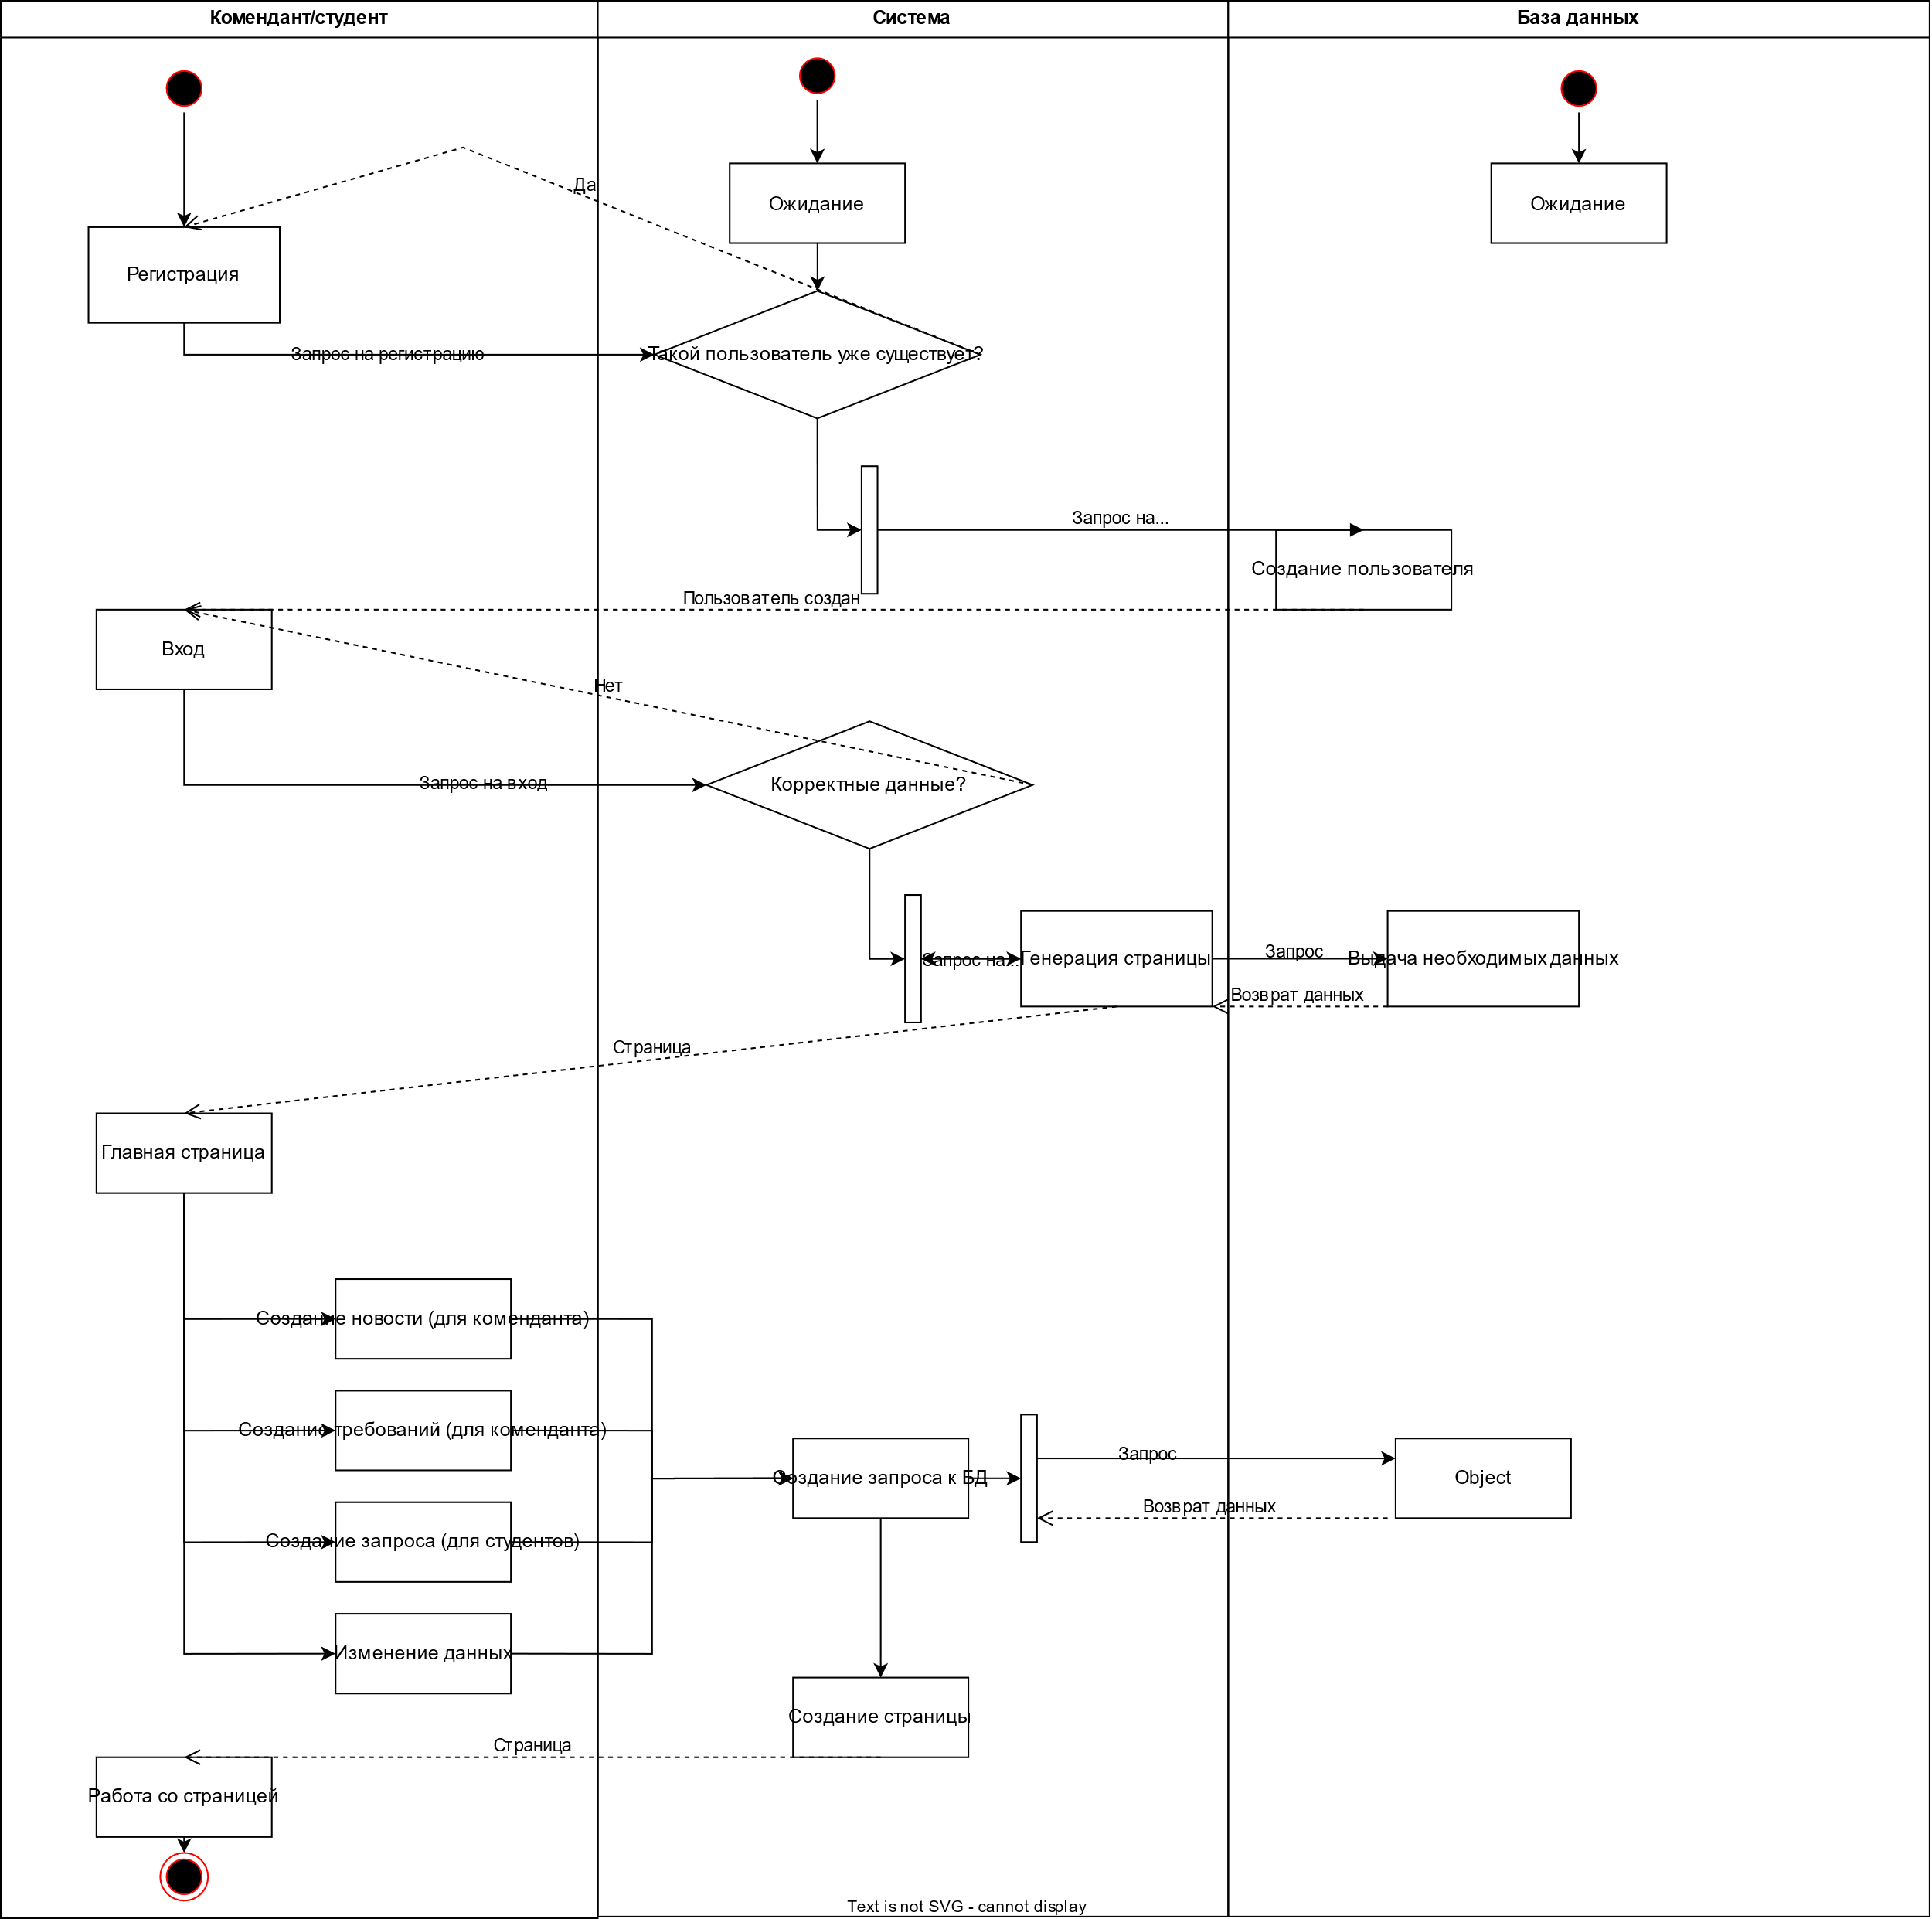 Комендант/студент
Система
База данных
Ожидание
Ожидание
Да
Регистрация
Запрос на регистрацию
Такой пользователь уже существует?
Запрос на...
Создание пользователя
Пользователь создан
Вход
Нет
Запрос на вход
Корректные данные?
Запрос на...
Генерация страницы
Запрос
Выдача необходимых данных
Возврат данных
Страница
Главная страница
Создание новости (для коменданта)
Создание требований (для коменданта)
Создание запроса к БД
Запрос
Object
Возврат данных
Создание запроса (для студентов)
Изменение данных
Создание страницы
Страница
Работа со страницей
Text is not SVG - cannot display